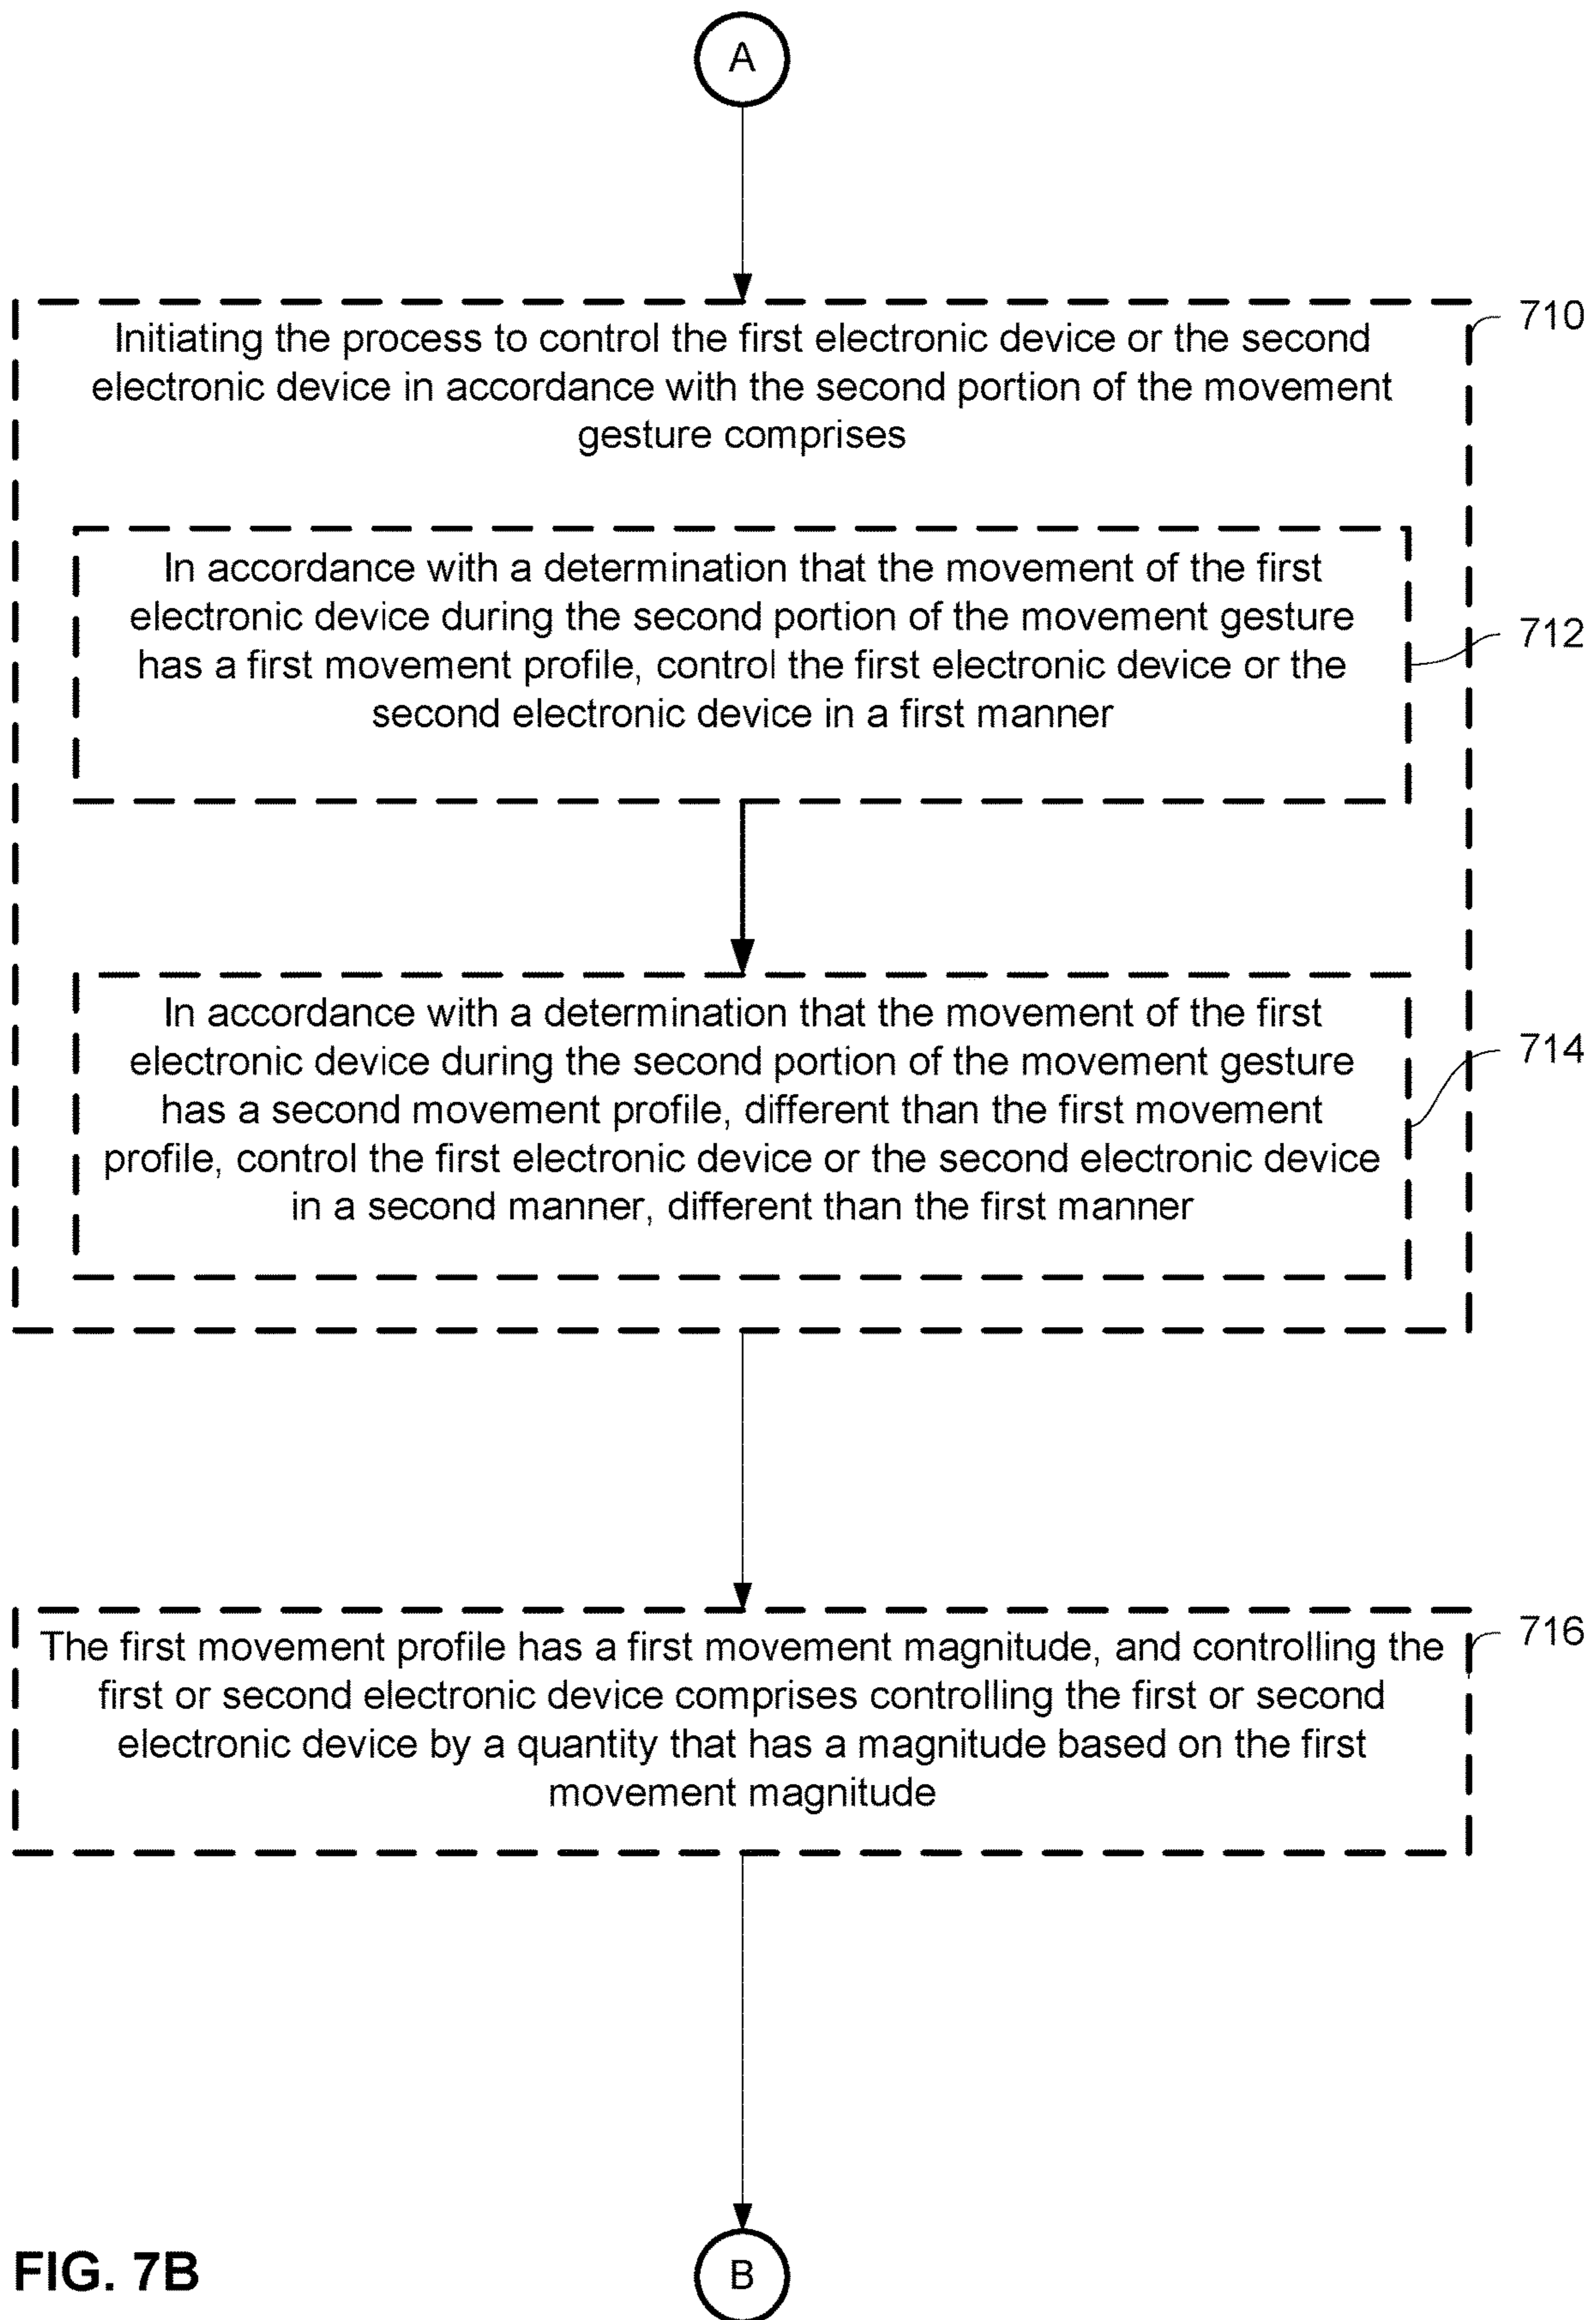 A
Initiating the process to control the first electronic device or the second
electronic device in accordance with the second portion of the movement
gesture comprises
710
In accordance with a determination that the movement of the first
electronic device during the second portion of the movement gesture
has a first movement profile, control the first electronic device or the
second electronic device in a first manner
712
In accordance with a determination that the movement of the first
electronic device during the second portion of the movement gesture
has a second movement profile, different than the first movement
profile, control the first electronic device or the second electronic device
in a second manner, different than the first manner
714
The first movement profile has a first movement magnitude, and controlling the
first or second electronic device comprises controlling the first or second
electronic device by a quantity that has a magnitude based on the first
movement magnitude
716
B
FIG. 7B